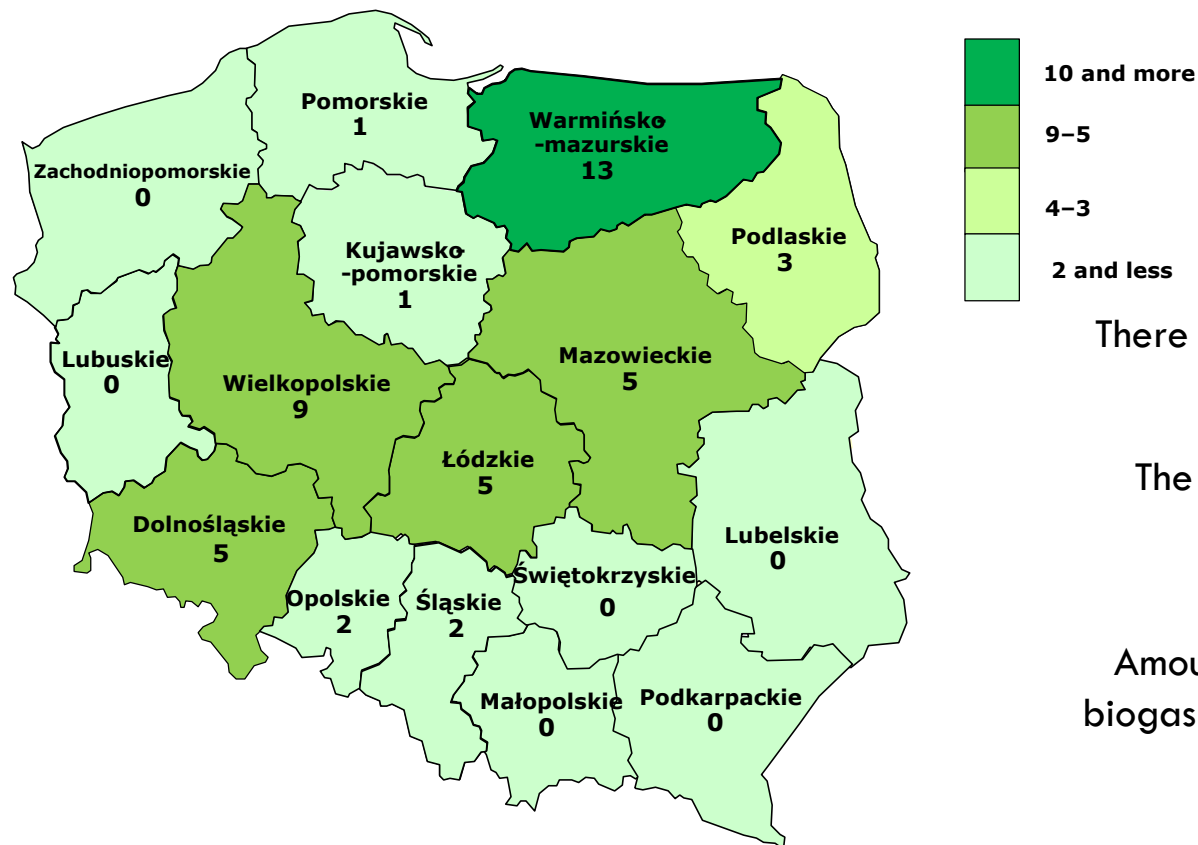 Pomorskie
1
Warmińsko
-mazurskie
13
Zachodniopomorskie
0
Kujawsko
-pomorskie
1
Podlaskie
3
Lubuskie
0
Wielkopolskie
9
Mazowieckie
5
Łódzkie
5
Dolnośląskie
5
Lubelskie
0
Opolskie
2
Śląskie
2
Świętokrzyskie
0
Małopolskie
0
Podkarpackie
0
10 and more
9–5
4–3
2 and less
There
The
Amou
biogas